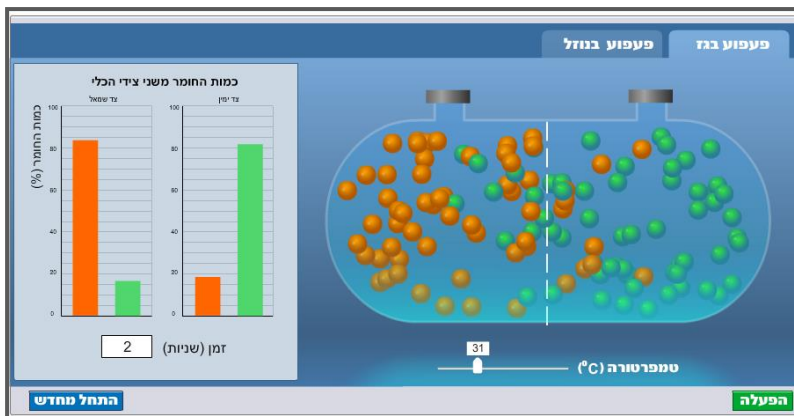 פעפוע בגז
פעפוע בנוזל
כמות החומר משני צידי הכלי
צד שמאל
צד ימין
כמות החומר (%)
100
80
60
40
20
0
100
80
60
40
20
0
זמן (שניות) 2
31
טמפרטורה (°C)
התחל מחדש
הפעלה